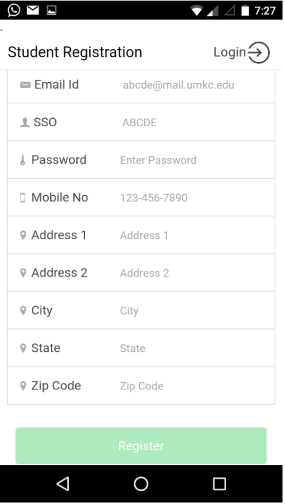 7:27
Student Registration Login
Email Id abcde@mail.umkc.edu
SSO ABCDE
Password Enter Password
Mobile No 123-456-7890
Address 1 Address 1
Address 2 Address 2
City City
State State
Zip Code Zip Code
Register